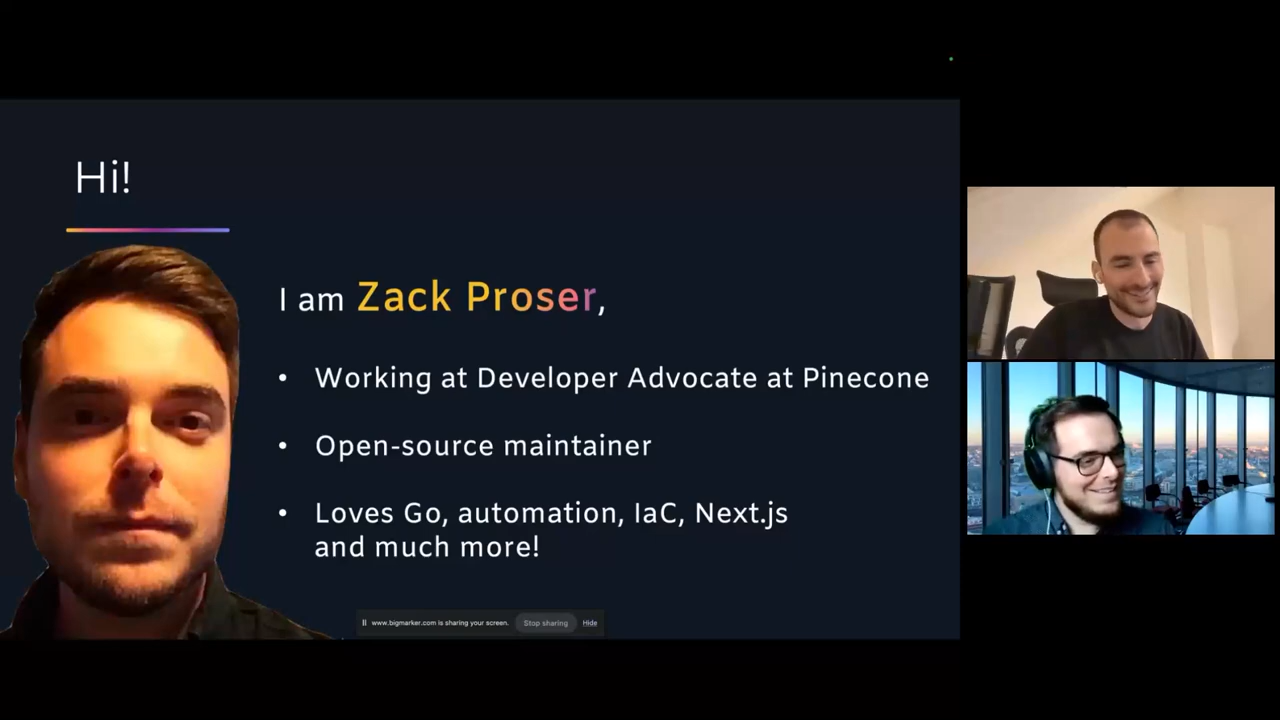 Hi!
I am Zack Proser,
• Working at Developer Advocate at Pinecone
• Open-source maintainer
• Loves Go, automation, IaC, Next.js
and much more!
www.bigmarker.com is sharing your screen. Stop sharing Hide